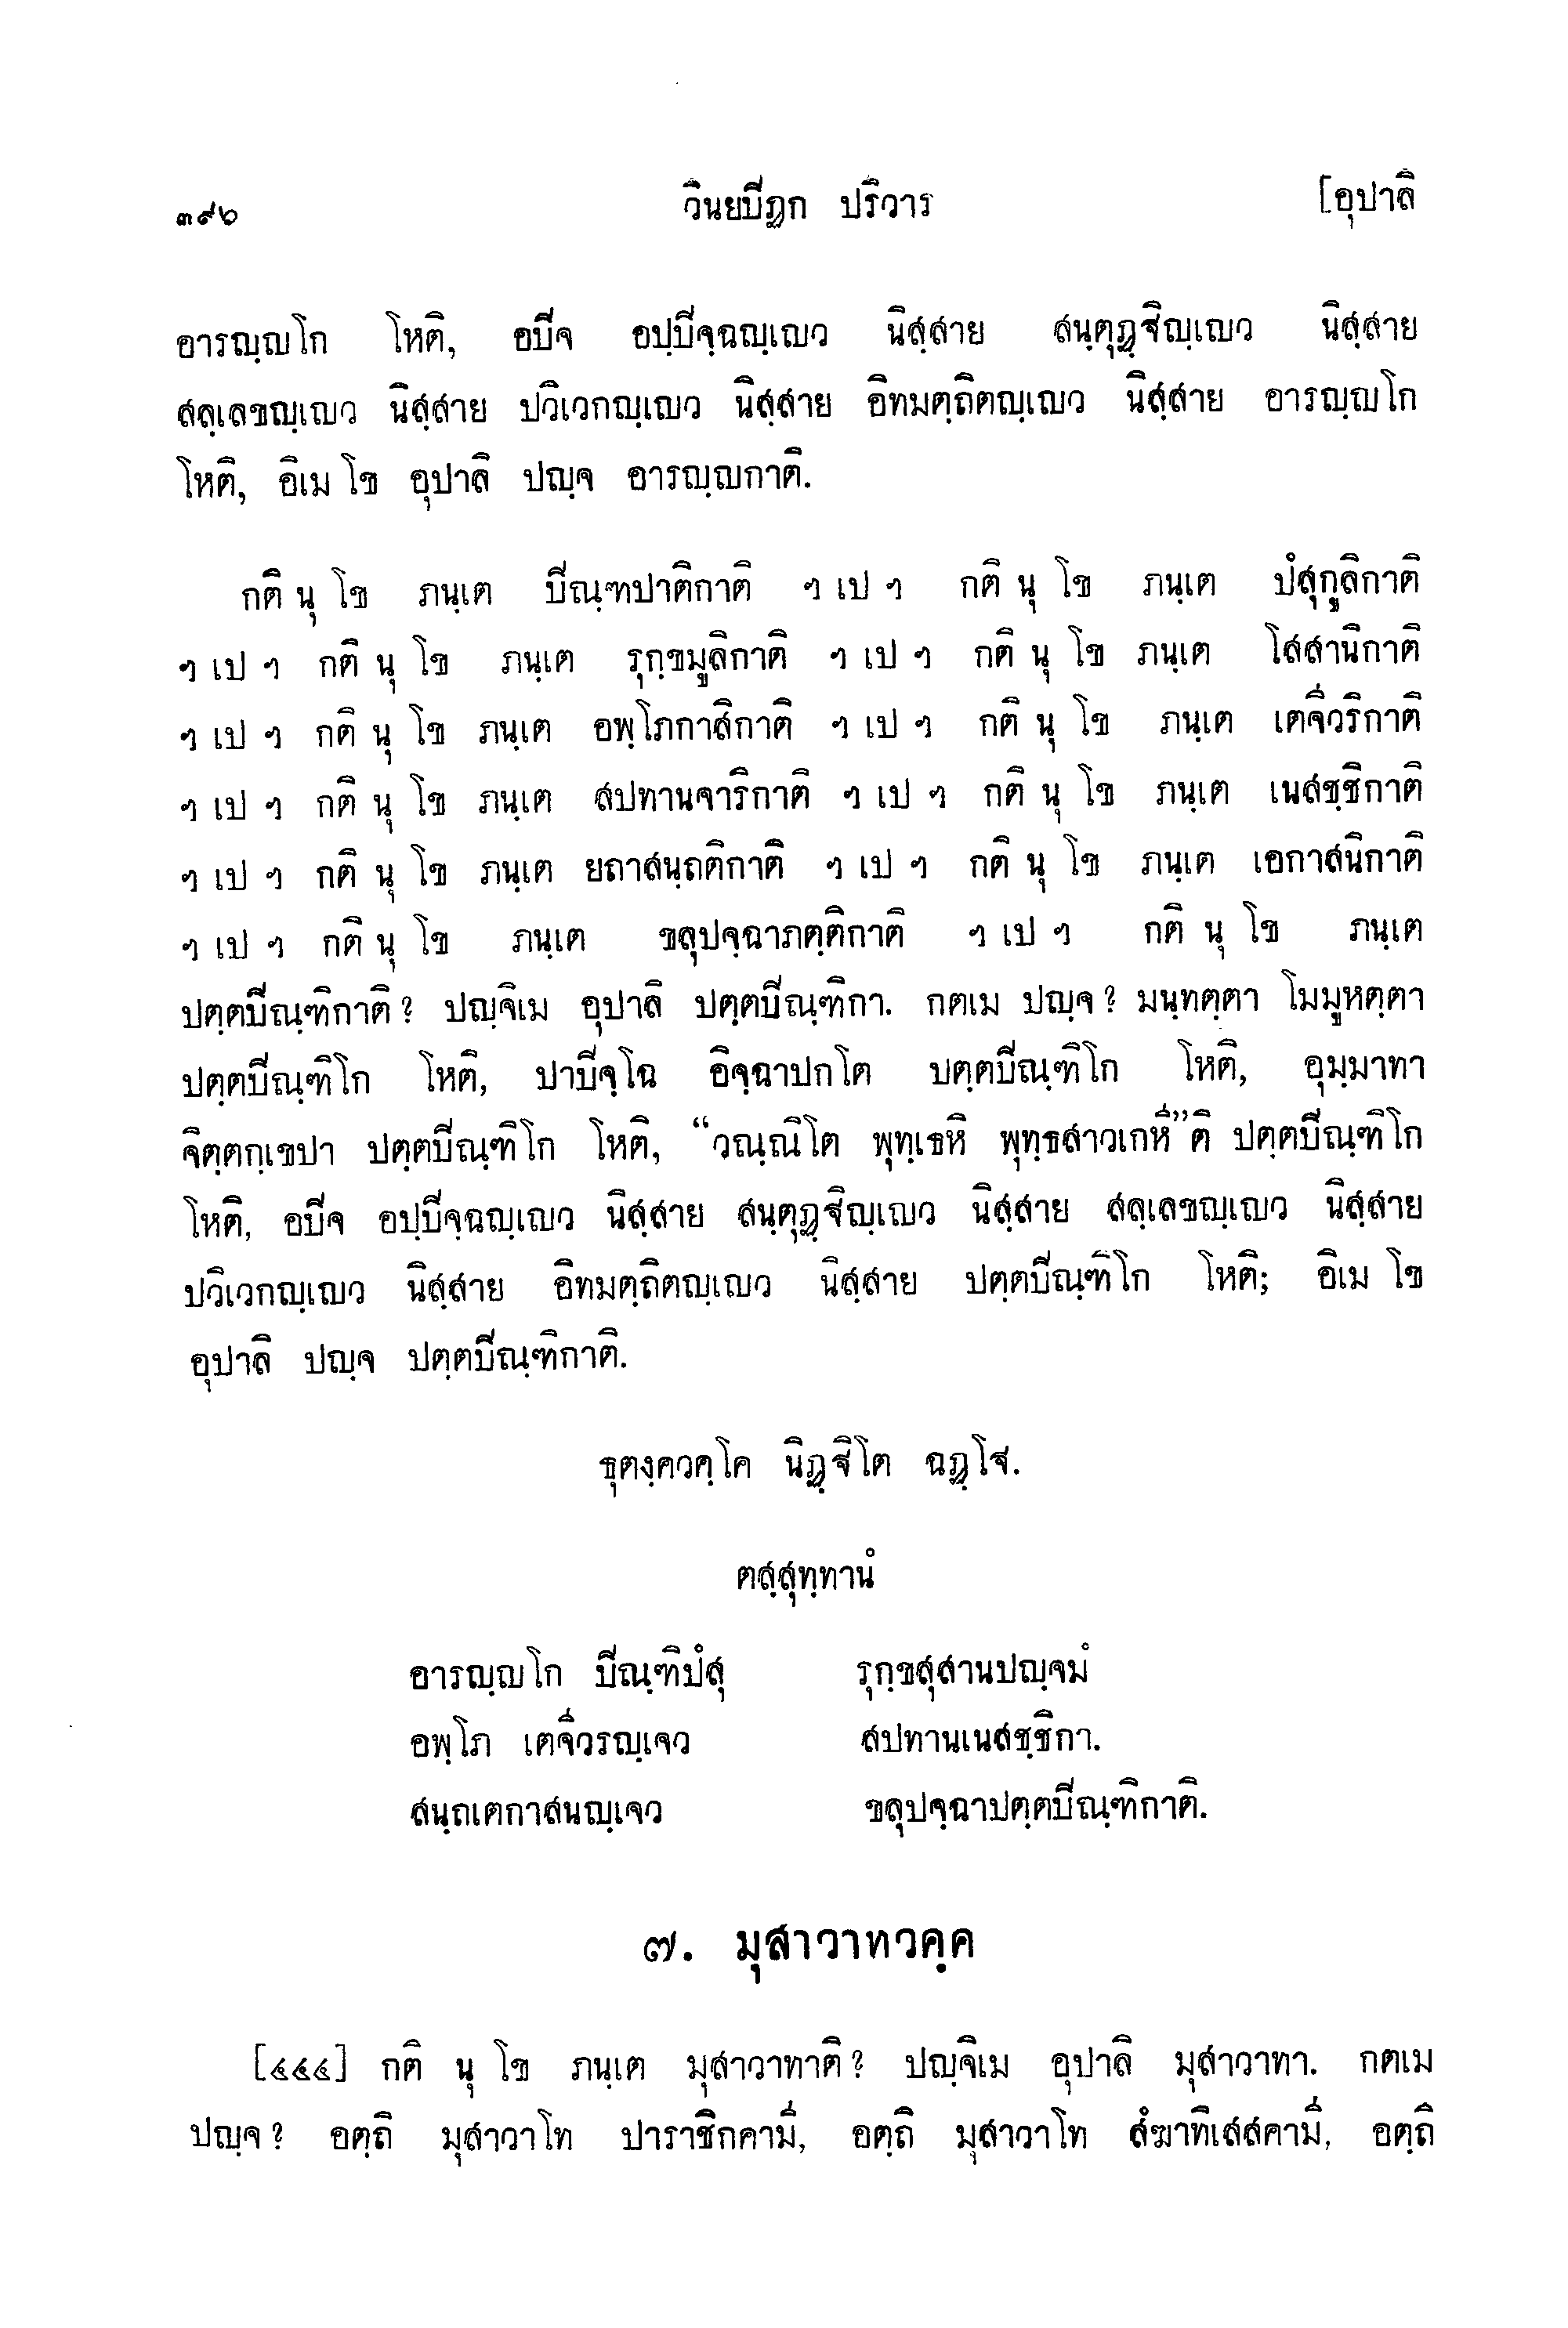 ๓๙๖ วินยปิฏก ปริวาร [อุปาลิ
อารญฺญโก โหติ, อปิจ อปฺปิจฺฉญฺเญว นิสฺสาย สนฺตุฏฺฐิญฺเญว นิสฺสาย
สลฺเลขญฺเญว นิสฺสาย ปวิเวกญฺเญว นิสฺสาย อิทมตฺถิตญฺเญว นิสฺสาย อารญฺญโก
โหติ, อิเม โข อุปาลิ ปญฺจ อารญฺญกาติ.
กติ นุ โข ภนฺเต ปิณฺฑปาติกาติ ฯ เป ฯ กติ นุ โข ภนฺเต ปํสุกูลิกาติ
ฯ เป ฯ กติ นุ โข ภนฺเต รุกฺขมูลิกาติ ฯ เป ฯ กติ นุ โข ภนฺเต โสสานิกาติ
ฯ เป ฯ กติ นุ โข ภนฺเต อพฺโภกาสิกาติ ฯ เป ฯ กติ นุ โข ภนฺเต เตจีวริกาติ
ฯ เป ฯ กติ นุ โข ภนฺเต สปทานจาริกาติ ฯ เป ฯ กติ นุ โข ภนฺเต เนสชฺชิกาติ
ฯ เป ฯ กติ นุ โข ภนฺเต ยถาสนฺถติกาติ ฯ เป ฯ กติ นุ โข ภนฺเต เอกาสนิกาติ
ฯ เป ฯ กติ นุ โข ภนฺเต ขลุปจฺฉาภตฺติกาติ ฯ เป ฯ กติ นุ โข ภนฺเต
ปตฺตปิณฺฑิกาติ? ปญฺจิเม อุปาลิ ปตฺตปิณฺฑิกา. กตเม ปญฺจ? มนฺทตฺตา โมมูหตฺตา
ปตฺตปิณฺฑิโก โหติ, ปาปิจฺโฉ อิจฺฉาปกโต ปตฺตปิณฺฑิโก โหติ, อุมฺมาทา
จิตฺตกฺเขปา ปตฺตปิณฺฑิโก โหติ, “วณฺณิโต พุทฺเธหิ พุทฺธสาวเกหี”ติ ปตฺตปิณฺฑิโก
โหติ, อปิจ อปฺปิจฺฉญฺเญว นิสฺสาย สนฺตุฏฺฐิญฺเญว นิสฺสาย สลฺเลขญฺเญว นิสฺสาย
ปวิเวกญฺเญว นิสฺสาย อิทมตฺถิตญฺเญว นิสฺสาย ปตฺตปิณฺฑิโก โหติ; อิเม โข
อุปาลิ ปญฺจ ปตฺตปิณฺฑิกาติ.
ธุตงฺควคฺโค นิฏฺฐิโต ฉฏฺโฐ.
ตสฺสุทฺทานํ
อารญฺญโก ปิณฺฑิปํสุ รุกฺขสุสานปญฺจมํ
อพฺโภ เตจีวรญฺเจว สปทานเนสชฺชิกา.
สนฺถเตกาสนญฺเจว ขลุปจฺฉาปตฺตปิณฺฑิกาติ.
๗. มุสาวาทวคฺค
[๔๔๔] กติ นุ โข ภนฺเต มุสาวาทาติ? ปญฺจิเม อุปาลิ มุสาวาทา. กตเม
ปญฺจ? อตฺถิ มุสาวาโท ปาราชิกคามี, อตฺถิ มุสาวาโท สํฆาทิเสสคามี, อตฺถิ